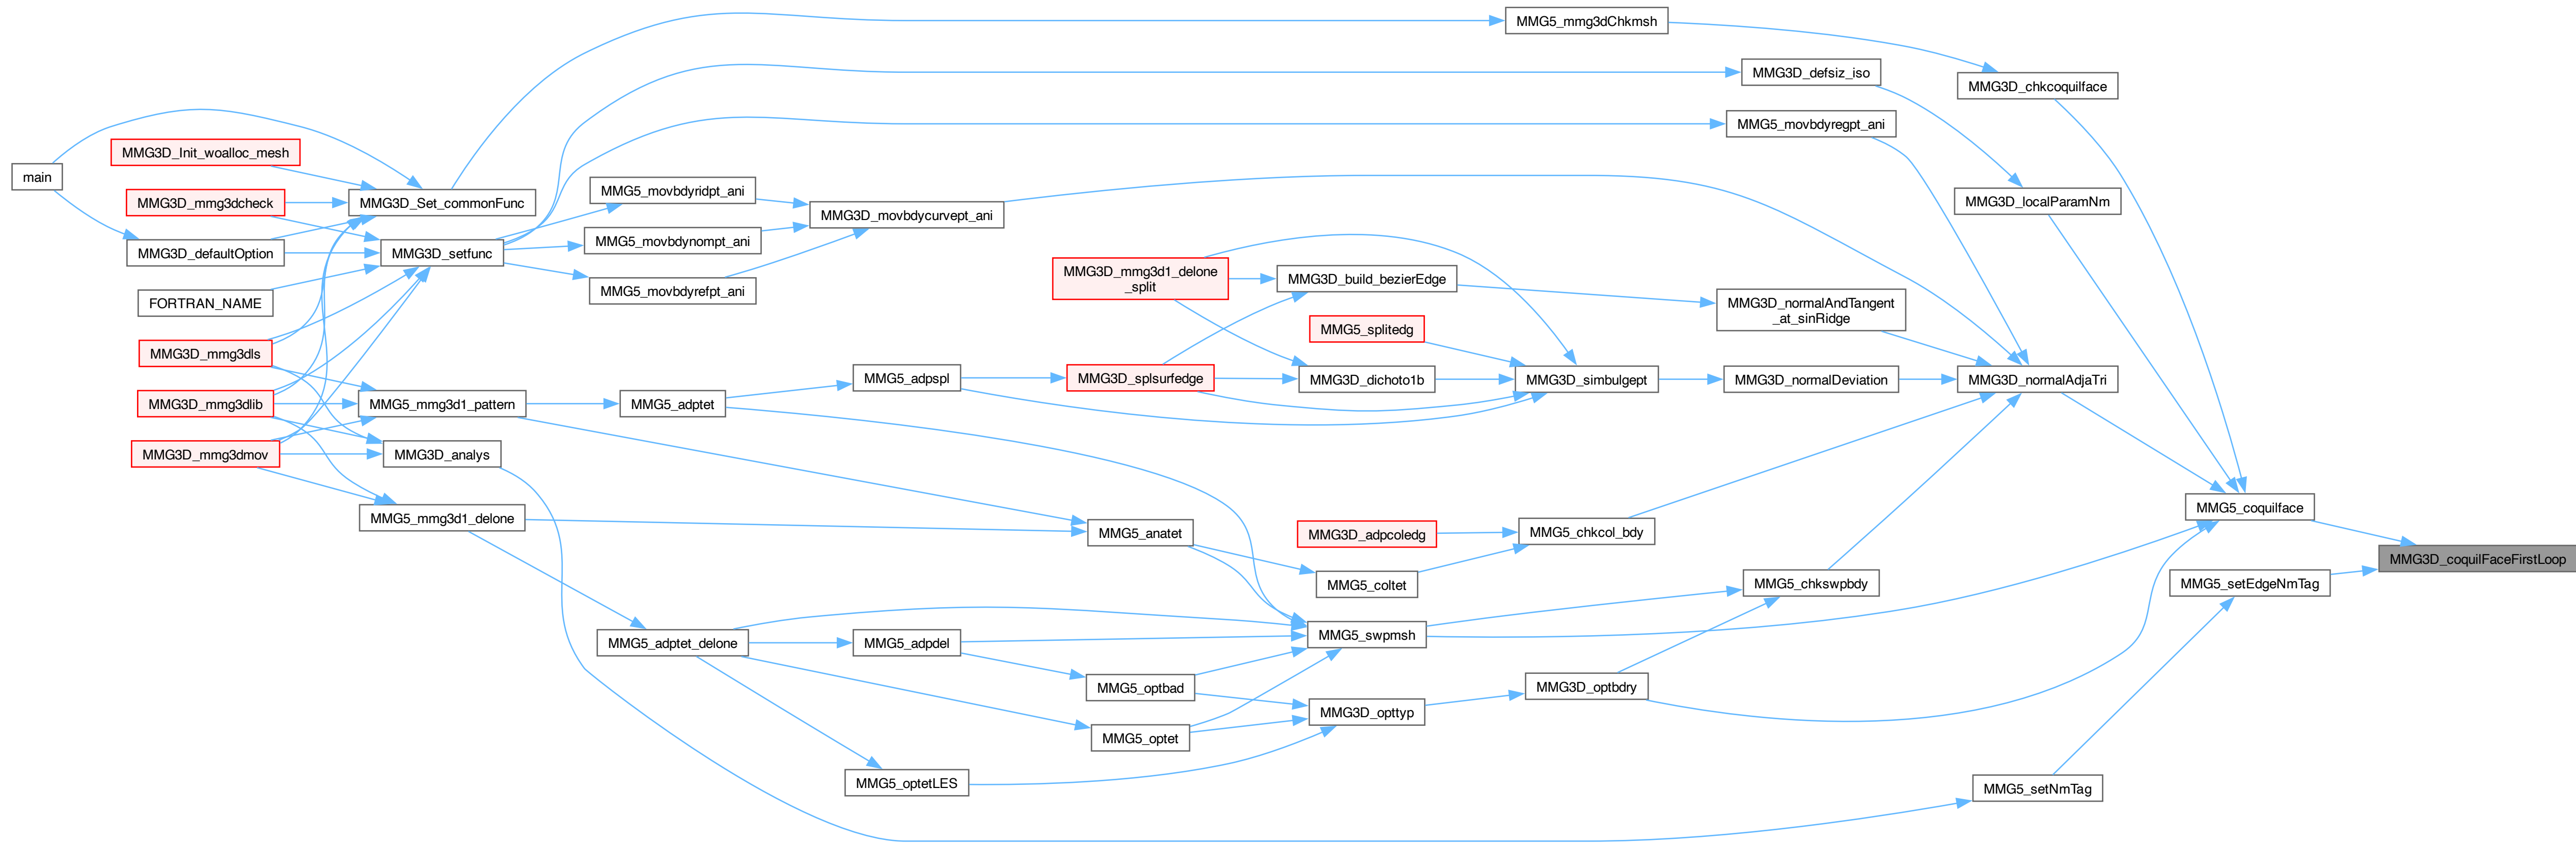 main
MMG3D_Init_woalloc_mesh
MMG3D_mmg3dcheck
MMG3D_defaultOption
FORTRAN_NAME
MMG3D_mmg3dls
MMG3D_mmg3dlib
MMG3D_mmg3dmov
MMG3D_Set_commonFunc
MMG3D_setfunc
MMG5_mmg3d1_pattern
MMG3D_analys
MMG5_mmg3d1_delone
MMG5_movbdyridpt_ani
MMG5_movbdynompt_ani
MMG5_movbdyrefpt_ani
MMG5_adptet
MMG5_adptet_delone
MMG3D_movbdycurvept_ani
MMG5_adpspl
MMG5_adpdel
MMG5_optetLES
MMG3D_mmg3d1_delone
_split
MMG3D_splsurfedge
MMG5_anatet
MMG5_optbad
MMG5_optet
MMG3D_build_bezierEdge
MMG5_splitedg
MMG3D_dichoto1b
MMG3D_adpcoledg
MMG5_coltet
MMG5_swpmsh
MMG3D_opttyp
MMG5_mmg3dChkmsh
MMG3D_simbulgept
MMG5_chkcol_bdy
MMG3D_optbdry
MMG3D_defsiz_iso
MMG5_movbdyregpt_ani
MMG3D_normalAndTangent
_at_sinRidge
MMG3D_normalDeviation
MMG5_chkswpbdy
MMG3D_chkcoquilface
MMG3D_localParamNm
MMG3D_normalAdjaTri
MMG5_setNmTag
MMG5_coquilface
MMG5_setEdgeNmTag
MMG3D_coquilFaceFirstLoop